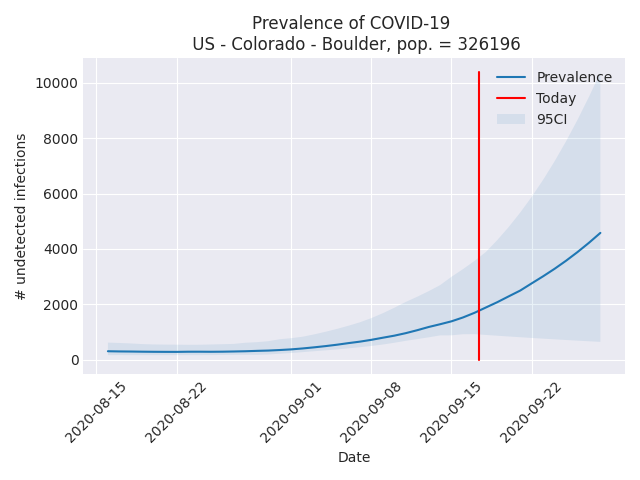 Prevalence of COVID-19
US - Colorado - Boulder, pop. = 326196
# undetected infections
10000
8000
6000
4000
2000
0
Prevalence
Today
95CI
2020-08-15
2020-08-22
2020-09-01
2020-09-08
2020-09-15
2020-09-22
Date